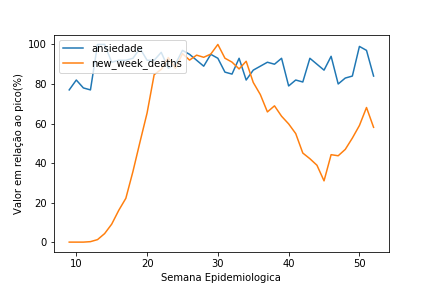 100
80
60
40
20
0
Valor em relação ao pico(%)
ansiedade
new_week_deaths
10
20
30
40
50
Semana Epidemiologica